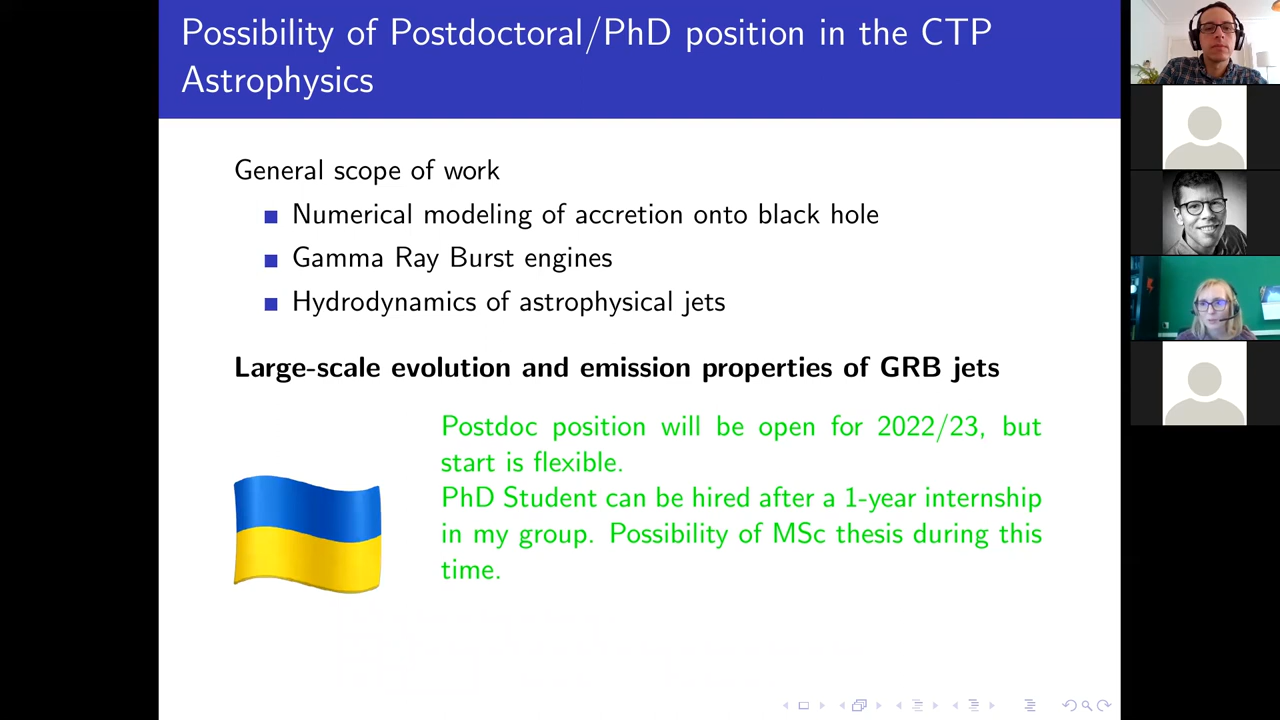 Possibility of Postdoctoral/PhD position in the CTP
Astrophysics
General scope of work
Numerical modeling of accretion onto black hole
Gamma Ray Burst engines
Hydrodynamics of astrophysical jets
Large-scale evolution and emission properties of GRB jets
Postdoc position will be open for 2022/23, but
start is flexible.
PhD Student can be hired after a 1-year internship
in my group. Possibility of MSc thesis during this
time.